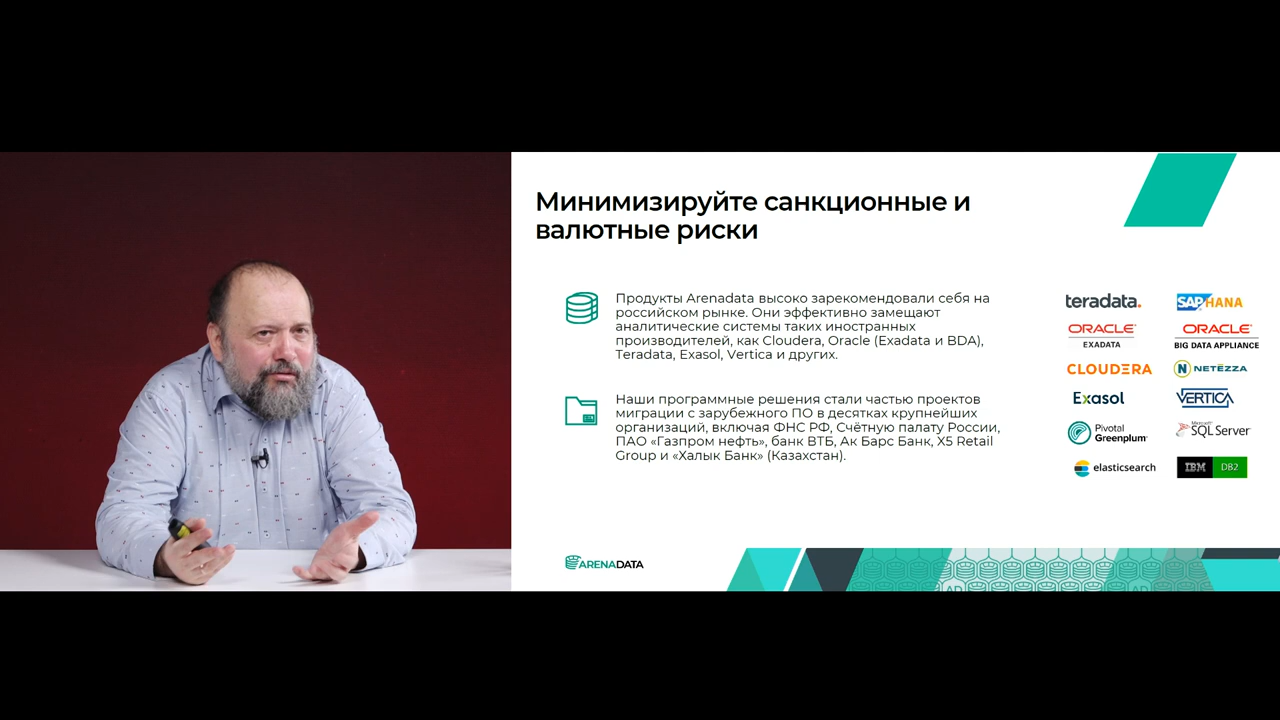 Минимизируйте санкционные и
валютные риски
Продукты Arenadata высоко зарекомендовали себя на
российском рынке. Они эффективно замещают
аналитические системы таких иностранных
производителей, как Cloudera, Oracle (Exadata и BDA),
Teradata, Exasol, Vertica и других.
Наши программные решения стали частью проектов
миграции с зарубежного ПО в десятках крупнейших
организаций, включая ФНС РФ, Счётную палату России,
ПАО «Газпром нефть», банк ВТБ, Ак Барс Банк, X5 Retail
Group и «Халык Банк» (Казахстан).
teradata.
SAP HANA
ORACLE
EXADATA
ORACLE
BIG DATA APPLIANCE
CLOUDERA
N NETEZZA
Exasol
VERTICA
Pivotal
Greenplum
Microsoft
SQL Server
elasticsearch
IBM DB2
ARENADATA
AD
AD